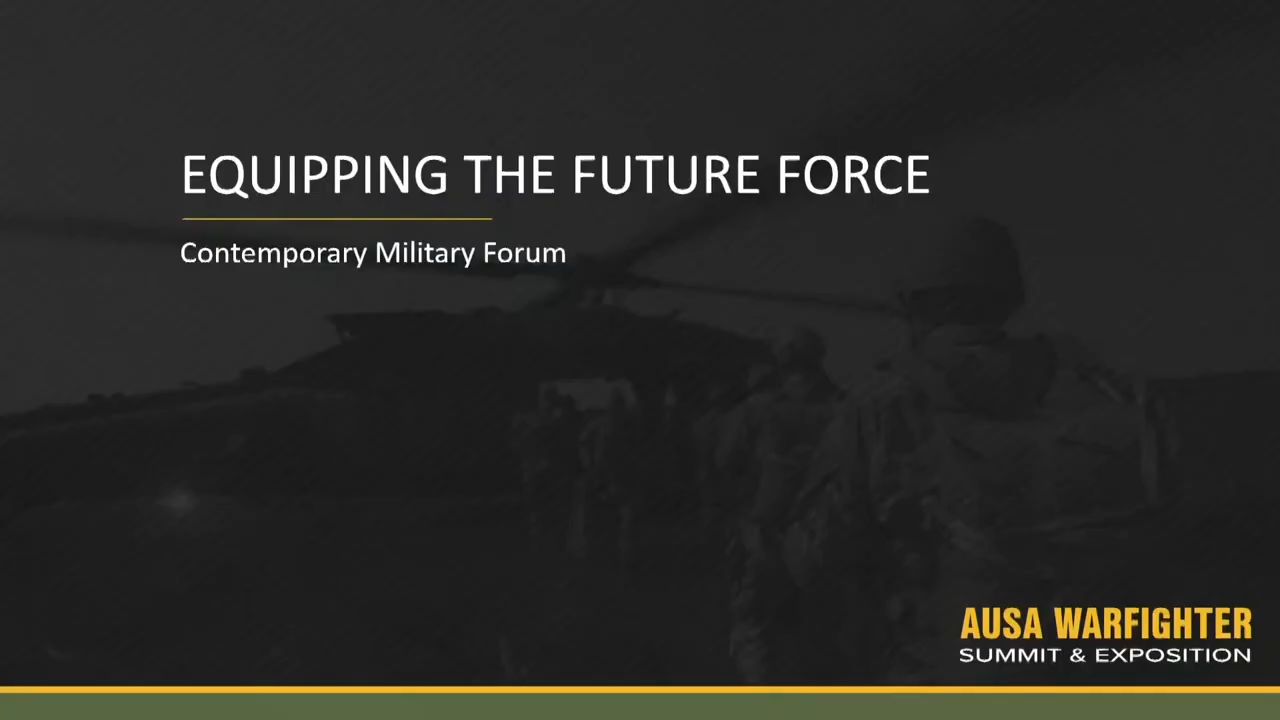 EQUIPPING THE FUTURE FORCE
Contemporary Military Forum
AUSA WARFIGHTER
SUMMIT & EXPOSITION